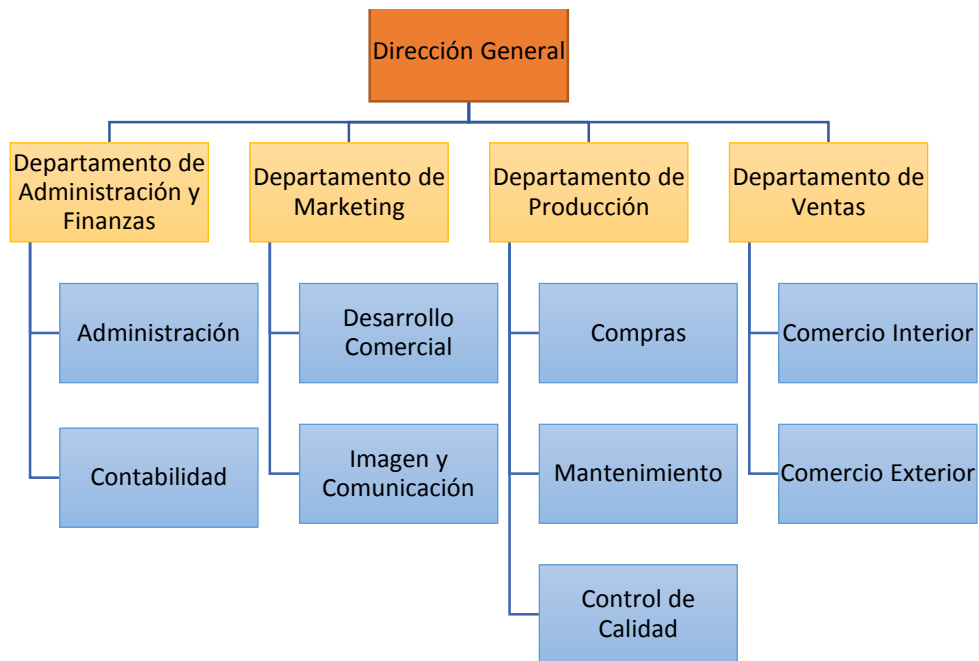 Dirección General
Departamento de
Administración y
Finanzas
Departamento de
Marketing
Departamento de
Producción
Departamento de
Ventas
Administración
Desarrollo
Comercial
Compras
Comercio Interior
Contabilidad
Imagen y
Comunicación
Mantenimiento
Comercio Exterior
Control de
Calidad